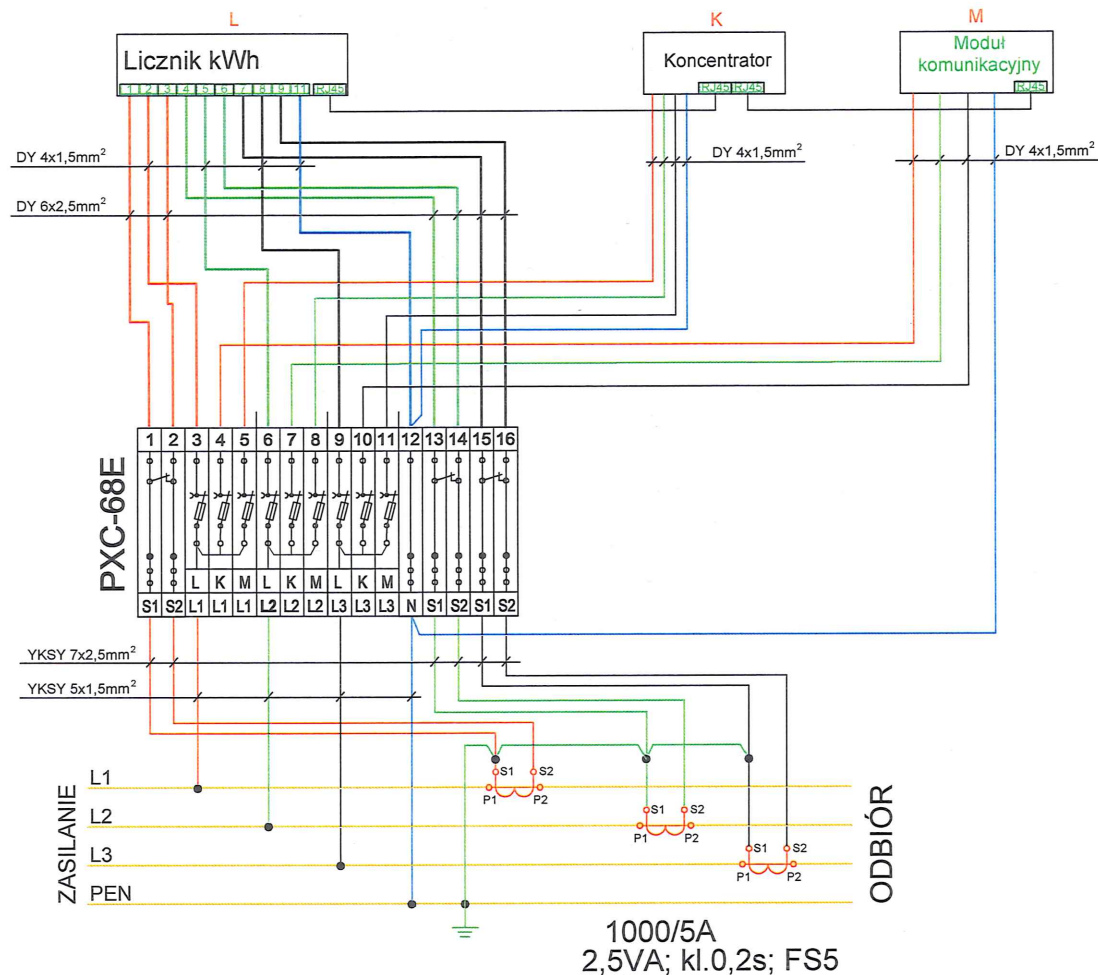 L K M
Licznik kWh
1 2 3 4 5 6 7 8 9 11 RJ45
Koncentrator
RJ45 RJ45
Moduł
komunikacyjny
RJ45
DY 4x1,5mm²
DY 4x1,5mm²
DY 4x1,5mm²
DY 6x2,5mm²
PXC-68E
1 2 3 4 5 6 7 8 9 10 11 12 13 14 15 16
L K M L K M L K M
S1 S2 L1 L1 L1 L2 L2 L2 L3 L3 L3 N S1 S2 S1 S2
YKSY 7x2,5mm²
YKSY 5x1,5mm²
ZASILANIE
L1
S1 S2
P1 P2
L2
S1 S2
P1 P2
L3
S1 S2
P1 P2
PEN
ODBIÓR
1000/5A
2,5VA; kl.0,2s; FS5